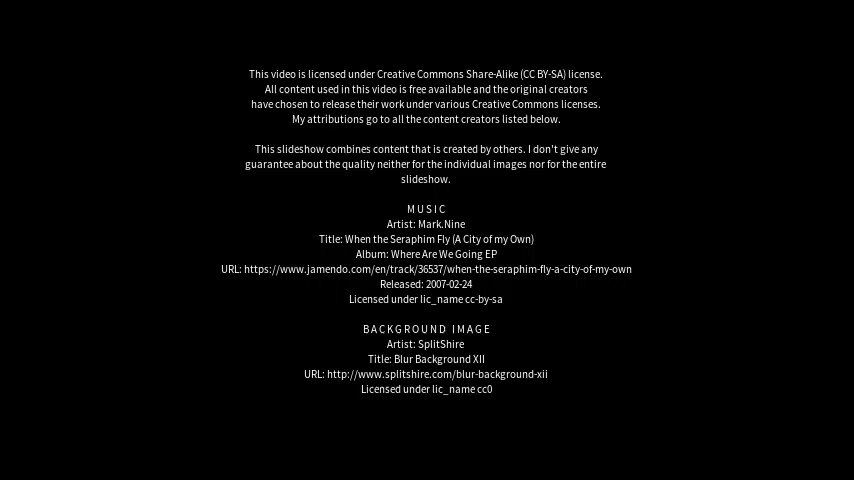 This video is licensed under Creative Commons Share-Alike (CC BY-SA) license.
All content used in this video is free available and the original creators
have chosen to release their work under various Creative Commons licenses.
My attributions go to all the content creators listed below.
This slideshow combines content that is created by others. I don't give any
guarantee about the quality neither for the individual images nor for the entire
slideshow.
MUSIC
Artist: Mark.Nine
Title: When the Seraphim Fly (A City of my Own)
Album: Where Are We Going EP
URL: https://www.jamendo.com/en/track/36537/when-the-seraphim-fly-a-city-of-my-own
Released: 2007-02-24
Licensed under lic_name cc-by-sa
BACKGROUND IMAGE
Artist: SplitShire
Title: Blur Background XII
URL: http://www.splitshire.com/blur-background-xii
Licensed under lic_name cc0